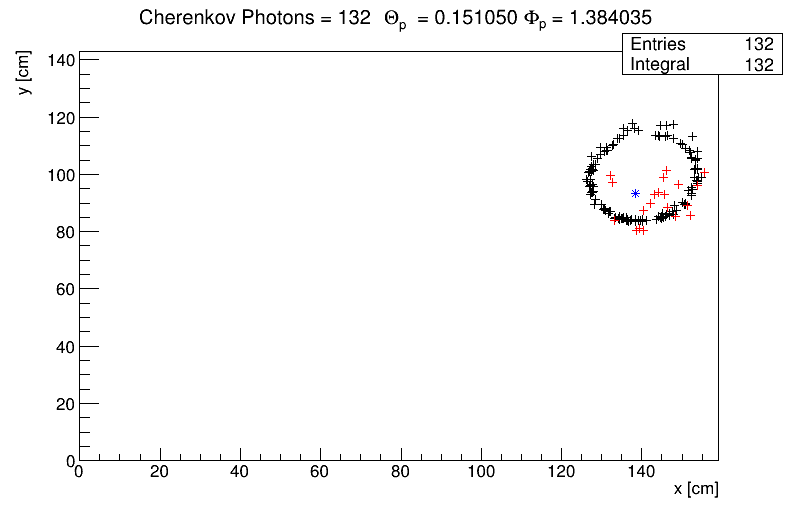 Cherenkov Photons = 132 Θp = 0.151050 Φp = 1.384035
Entries 132
Integral 132
y [cm]
140
120
100
80
60
40
20
0
0 20 40 60 80 100 120 140
x [cm]